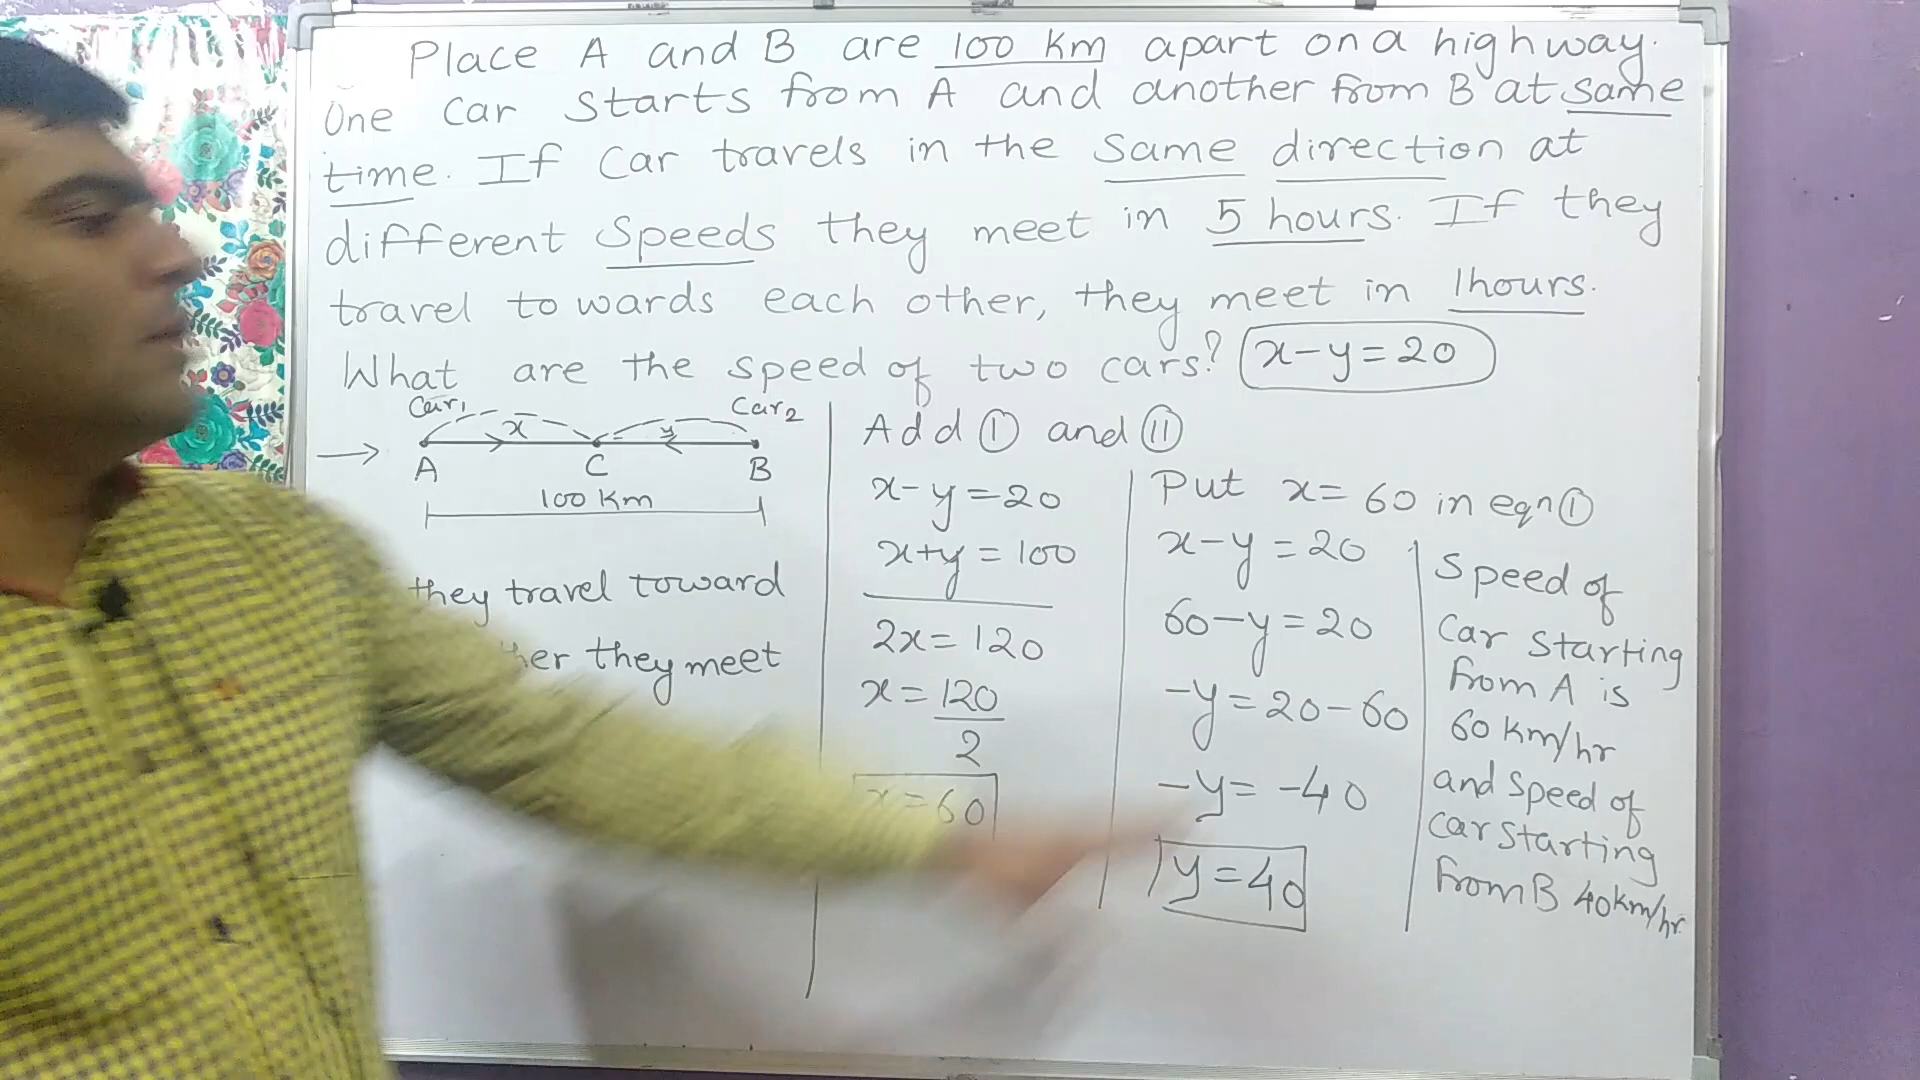 Place A and B are 100 km apart on a highway.
One car starts from A and another from B at same
time. If car travels in the same direction at
different speeds they meet in 5 hours. If they
travel towards each other, they meet in 1hours.
What are the speed of two cars? x-y=20
Car1 Car2
x y
A C B
100 km
they travel toward
they meet
Add ① and ⑪
x-y=20
x+y=100
2x=120
x=120
2
x=60
Put x=60 in eqn①
x-y=20
60-y=20
-y=20-60
-y=-40
y=40
Speed of
car starting
from A is
60 km/hr
and speed of
car starting
from B 40km/hr.